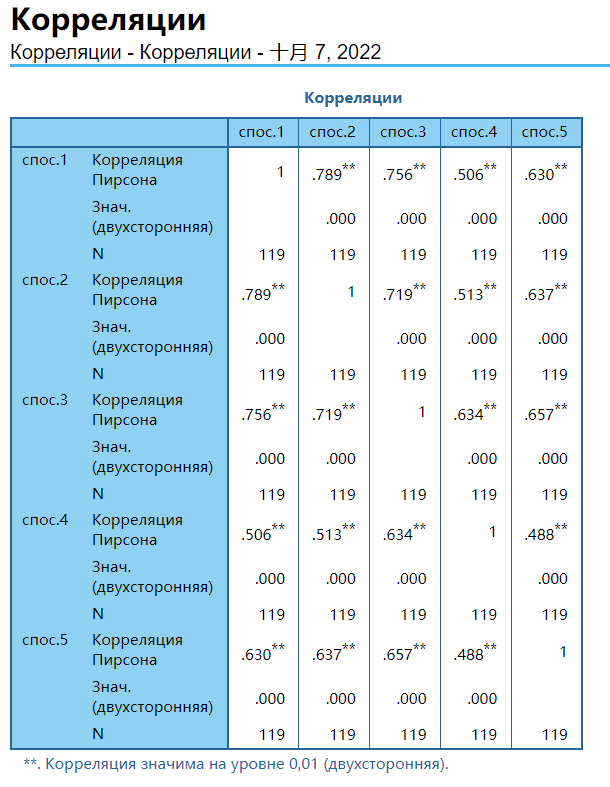 Корреляции
Корреляции - Корреляции - 十月 7, 2022
Корреляции
спос.1 спос.2 спос.3 спос.4 спос.5
спос.1 Корреляция Пирсона 1 .789** .756** .506** .630**
Знач. (двухсторонняя) .000 .000 .000 .000
N 119 119 119 119 119
спос.2 Корреляция Пирсона .789** 1 .719** .513** .637**
Знач. (двухсторонняя) .000 .000 .000 .000
N 119 119 119 119 119
спос.3 Корреляция Пирсона .756** .719** 1 .634** .657**
Знач. (двухсторонняя) .000 .000 .000 .000
N 119 119 119 119 119
спос.4 Корреляция Пирсона .506** .513** .634** 1 .488**
Знач. (двухсторонняя) .000 .000 .000 .000
N 119 119 119 119 119
спос.5 Корреляция Пирсона .630** .637** .657** .488** 1
Знач. (двухсторонняя) .000 .000 .000 .000
N 119 119 119 119 119
**. Корреляция значима на уровне 0,01 (двухсторонняя).